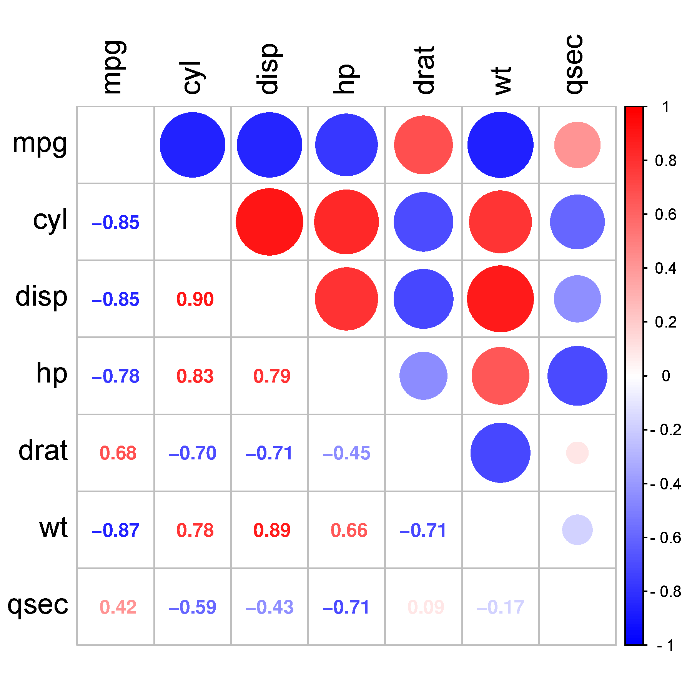 mpg cyl disp hp drat wt qsec
mpg
cyl −0.85
disp −0.85 0.90
hp −0.78 0.83 0.79
drat 0.68 −0.70 −0.71 −0.45
wt −0.87 0.78 0.89 0.66 −0.71
qsec 0.42 −0.59 −0.43 −0.71 0.09 −0.17
1
0.8
0.6
0.4
0.2
0
-0.2
-0.4
-0.6
-0.8
-1